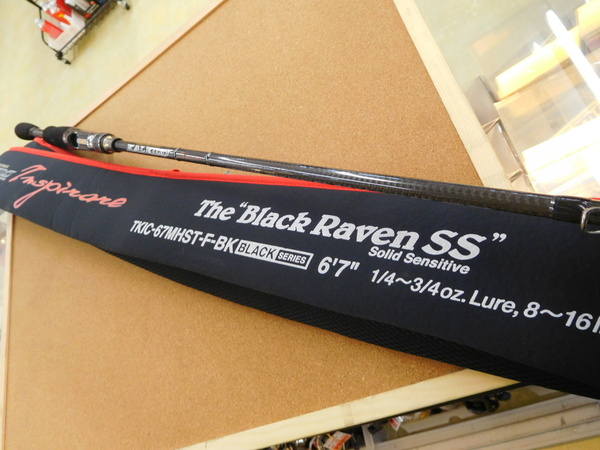 Inspirare
The "Black Raven SS"
Solid Sensitive
TKIC-67MHST-F-BK BLACK SERIES
6'7" 1/4～3/4oz. Lure, 8～16